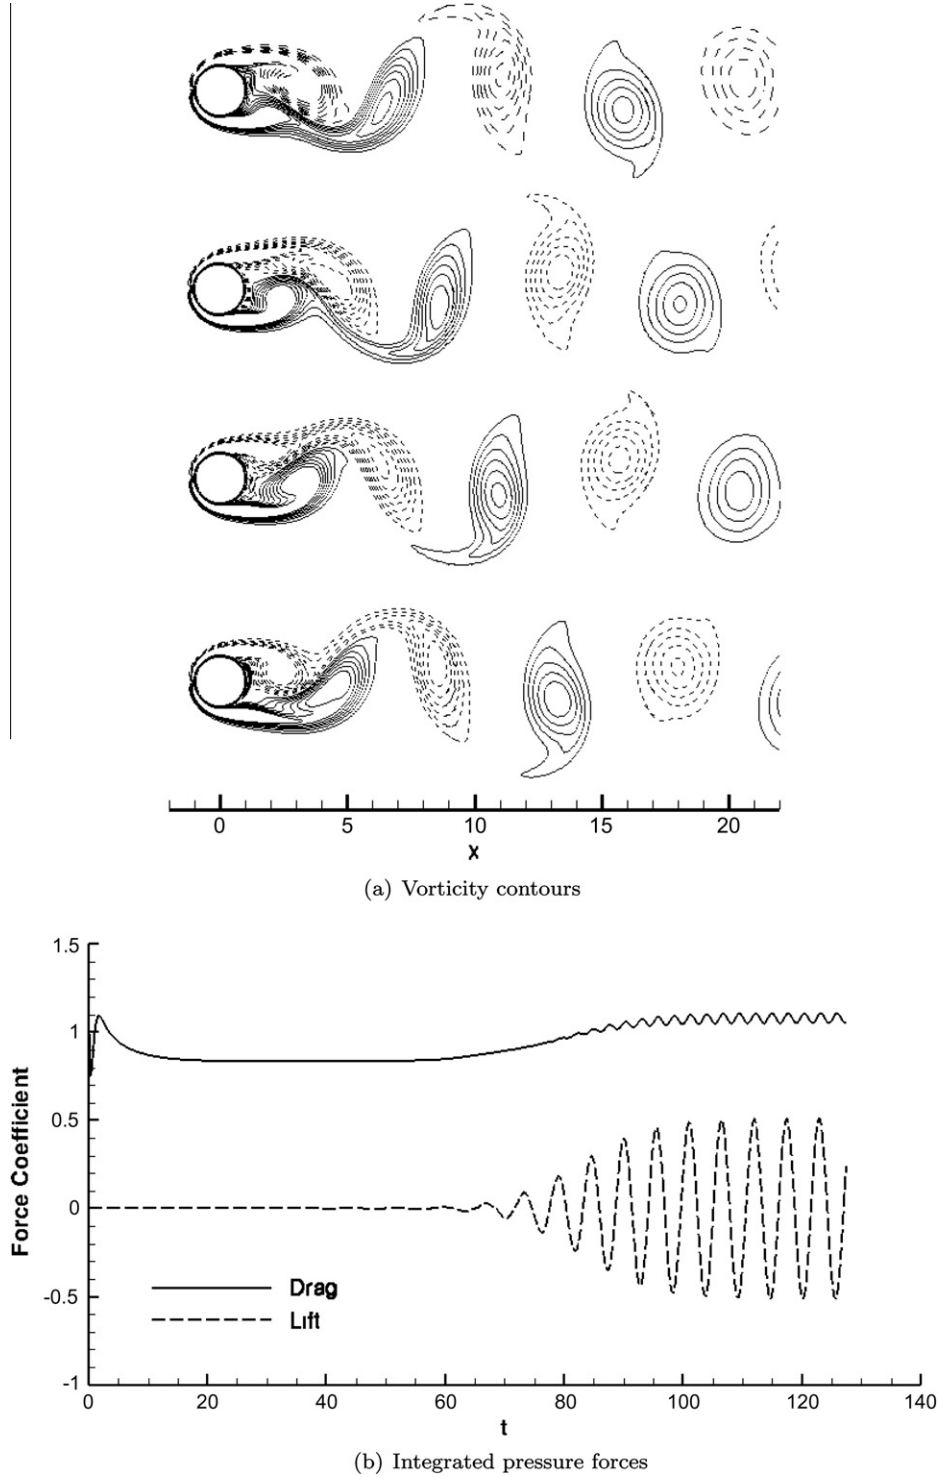 0 5 10 15 20
x
(a) Vorticity contours
1.5
1
0.5
0
-0.5
-1
Force Coefficient
Drag
Lift
0 20 40 60 80 100 120 140
t
(b) Integrated pressure forces